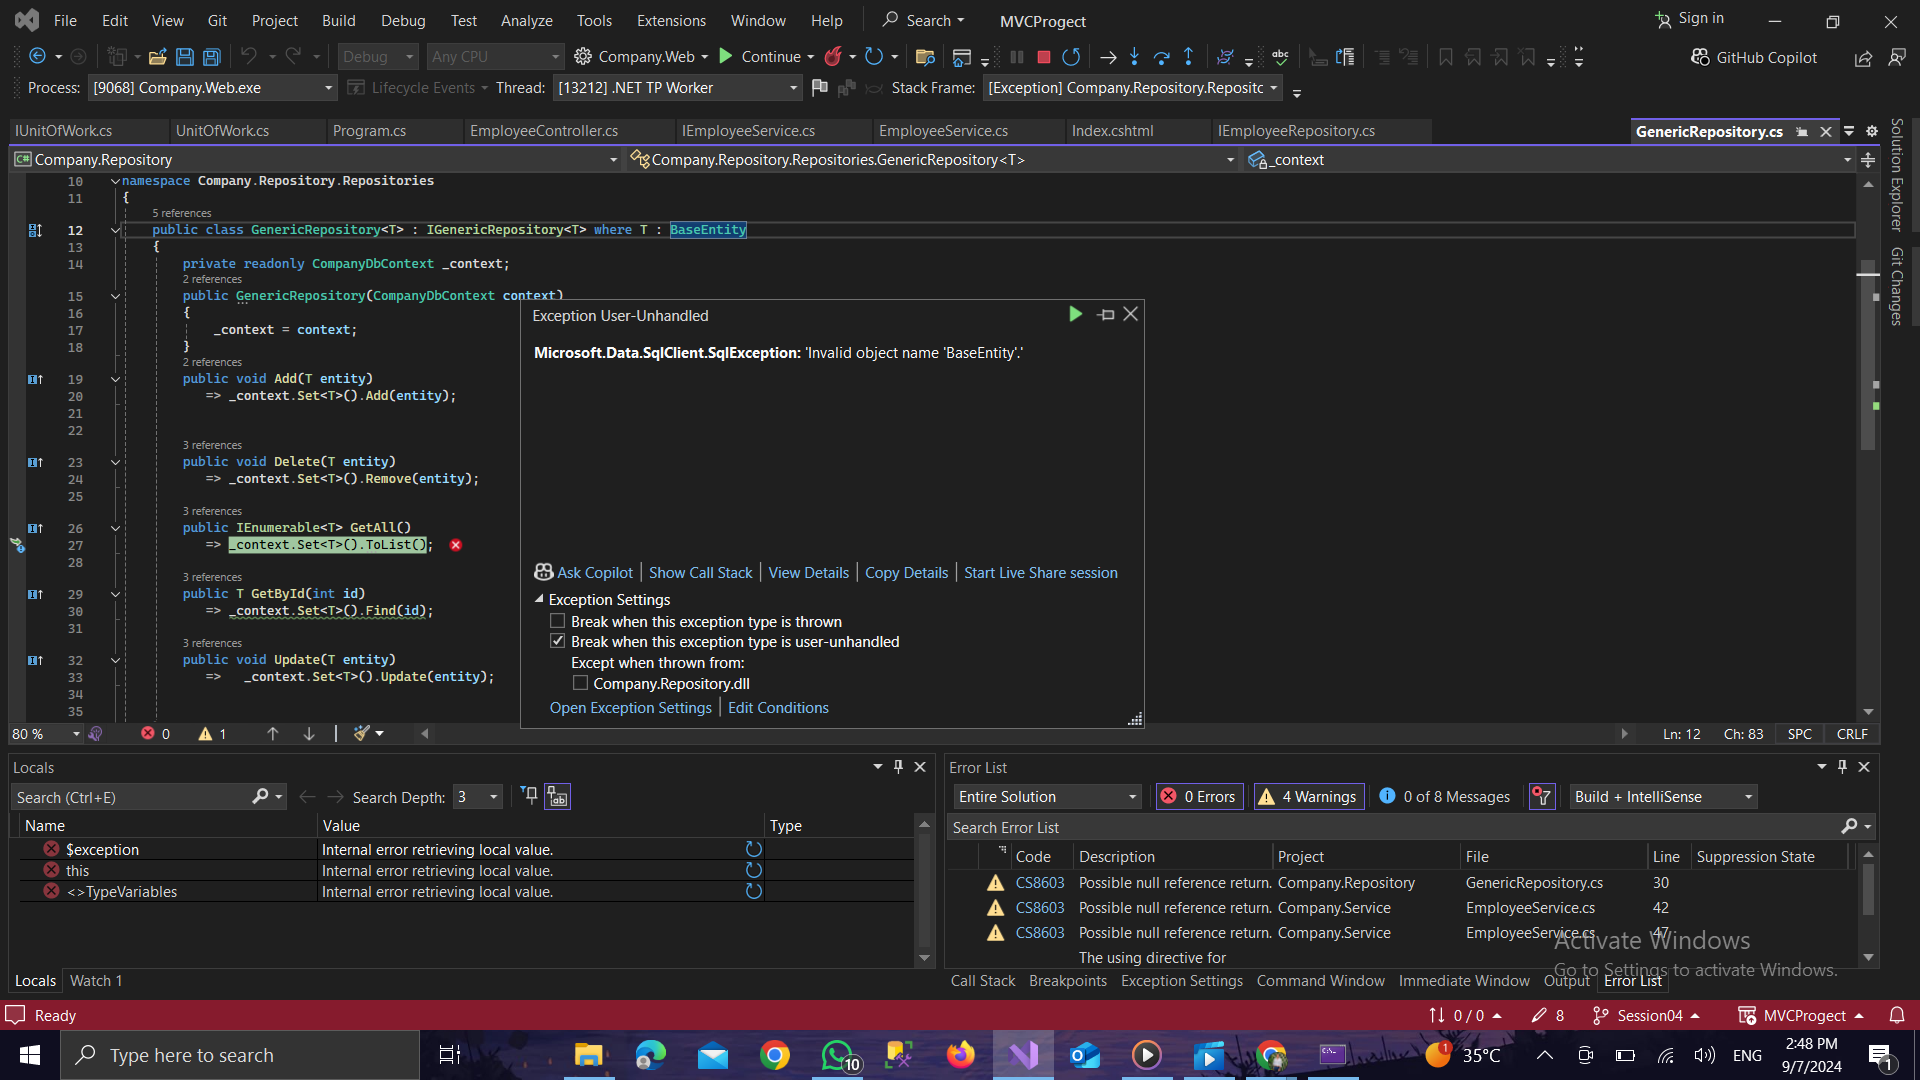 File Edit View Git Project Build Debug Test Analyze Tools Extensions Window Help Search MVCProgect Sign in
Debug Any CPU Company.Web Continue GitHub Copilot
Process: [9068] Company.Web.exe Lifecycle Events Thread: [13212] .NET TP Worker Stack Frame: [Exception] Company.Repository.Repositc
IUnitOfWork.cs UnitOfWork.cs Program.cs EmployeeController.cs IEmployeeService.cs EmployeeService.cs Index.cshtml IEmployeeRepository.cs GenericRepository.cs
Company.Repository Company.Repository.Repositories.GenericRepository<T> _context
Solution Explorer
Git Changes
10 namespace Company.Repository.Repositories
11 {
5 references
12 public class GenericRepository<T> : IGenericRepository<T> where T : BaseEntity
13 {
14 private readonly CompanyDbContext _context;
2 references
15 public GenericRepository(CompanyDbContext context)
16 {
17 _context = context;
18 }
2 references
19 public void Add(T entity)
20 => _context.Set<T>().Add(entity);
21
22
3 references
23 public void Delete(T entity)
24 => _context.Set<T>().Remove(entity);
25
3 references
26 public IEnumerable<T> GetAll()
27 => _context.Set<T>().ToList();
28
3 references
29 public T GetById(int id)
30 => _context.Set<T>().Find(id);
31
3 references
32 public void Update(T entity)
33 => _context.Set<T>().Update(entity);
34
35
Exception User-Unhandled
Microsoft.Data.SqlClient.SqlException: 'Invalid object name 'BaseEntity'.'
Ask Copilot Show Call Stack View Details Copy Details Start Live Share session
Exception Settings
Break when this exception type is thrown
Break when this exception type is user-unhandled
Except when thrown from:
Company.Repository.dll
Open Exception Settings Edit Conditions
80 % 0 1 Ln: 12 Ch: 83 SPC CRLF
Locals
Search (Ctrl+E) Search Depth: 3
Name Value Type
$exception Internal error retrieving local value.
this Internal error retrieving local value.
<>TypeVariables Internal error retrieving local value.
Locals Watch 1
Error List
Entire Solution 0 Errors 4 Warnings 0 of 8 Messages Build + IntelliSense
Search Error List
Code Description Project File Line Suppression State
CS8603 Possible null reference return. Company.Repository GenericRepository.cs 30
CS8603 Possible null reference return. Company.Service EmployeeService.cs 42
CS8603 Possible null reference return. Company.Service EmployeeService.cs 47
The using directive for
Activate Windows
Go to Settings to activate Windows.
Call Stack Breakpoints Exception Settings Command Window Immediate Window Output Error List
Ready 0 / 0 8 Session04 MVCProgect
Type here to search 10 1 35°C ENG 2:48 PM
9/7/2024 1